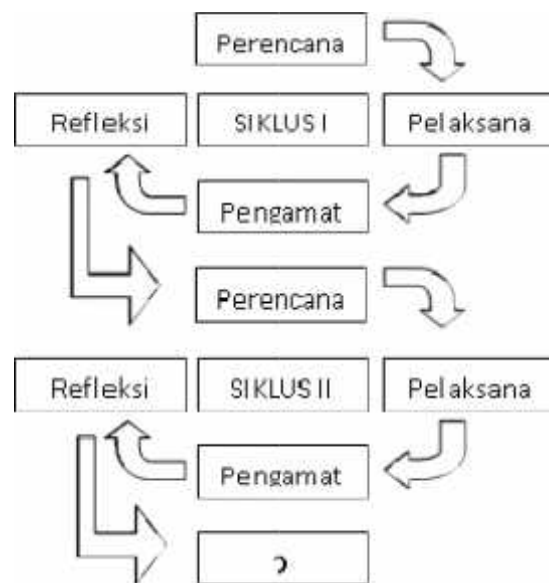 Perencana
Refleksi SIKLUS I Pelaksana
Pengamat
Perencana
Refleksi SIKLUS II Pelaksana
Pengamat